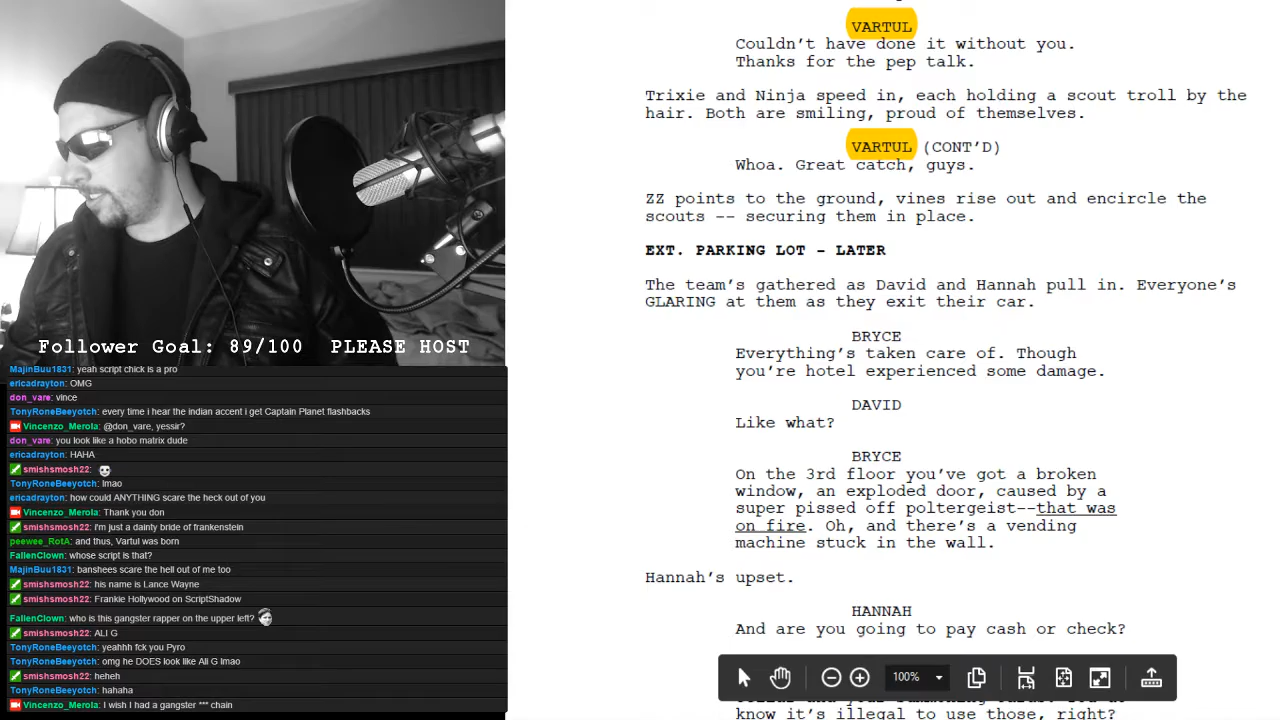 Follower Goal: 89/100 PLEASE HOST
MajinBuu1831: yeah script chick is a pro
ericadrayton: OMG
don_vare: vince
TonyRoneBeeyotch: every time i hear the indian accent i get Captain Planet flashbacks
Vincenzo_Merola: @don_vare, yessir?
don_vare: you look like a hobo matrix dude
ericadrayton: HAHA
smishsmosh22:
TonyRoneBeeyotch: lmao
ericadrayton: how could ANYTHING scare the heck out of you
Vincenzo_Merola: Thank you don
smishsmosh22: i'm just a dainty bride of frankenstein
peewee_RotA: and thus, Vartul was born
FallenClown: whose script is that?
MajinBuu1831: banshees scare the hell out of me too
smishsmosh22: his name is Lance Wayne
smishsmosh22: Frankie Hollywood on ScriptShadow
FallenClown: who is this gangster rapper on the upper left?
smishsmosh22: ALI G
TonyRoneBeeyotch: yeahhh fck you Pyro
TonyRoneBeeyotch: omg he DOES look like Ali G lmao
smishsmosh22: heheh
TonyRoneBeeyotch: hahaha
Vincenzo_Merola: I wish I had a gangster *** chain
VARTUL
Couldn't have done it without you.
Thanks for the pep talk.
Trixie and Ninja speed in, each holding a scout troll by the
hair. Both are smiling, proud of themselves.
VARTUL (CONT'D)
Whoa. Great catch, guys.
ZZ points to the ground, vines rise out and encircle the
scouts -- securing them in place.
EXT. PARKING LOT - LATER
The team's gathered as David and Hannah pull in. Everyone's
GLARING at them as they exit their car.
BRYCE
Everything's taken care of. Though
you're hotel experienced some damage.
DAVID
Like what?
BRYCE
On the 3rd floor you've got a broken
window, an exploded door, caused by a
super pissed off poltergeist--that was
on fire. Oh, and there's a vending
machine stuck in the wall.
Hannah's upset.
HANNAH
And are you going to pay cash or check?
100%
know it's illegal to use those, right?